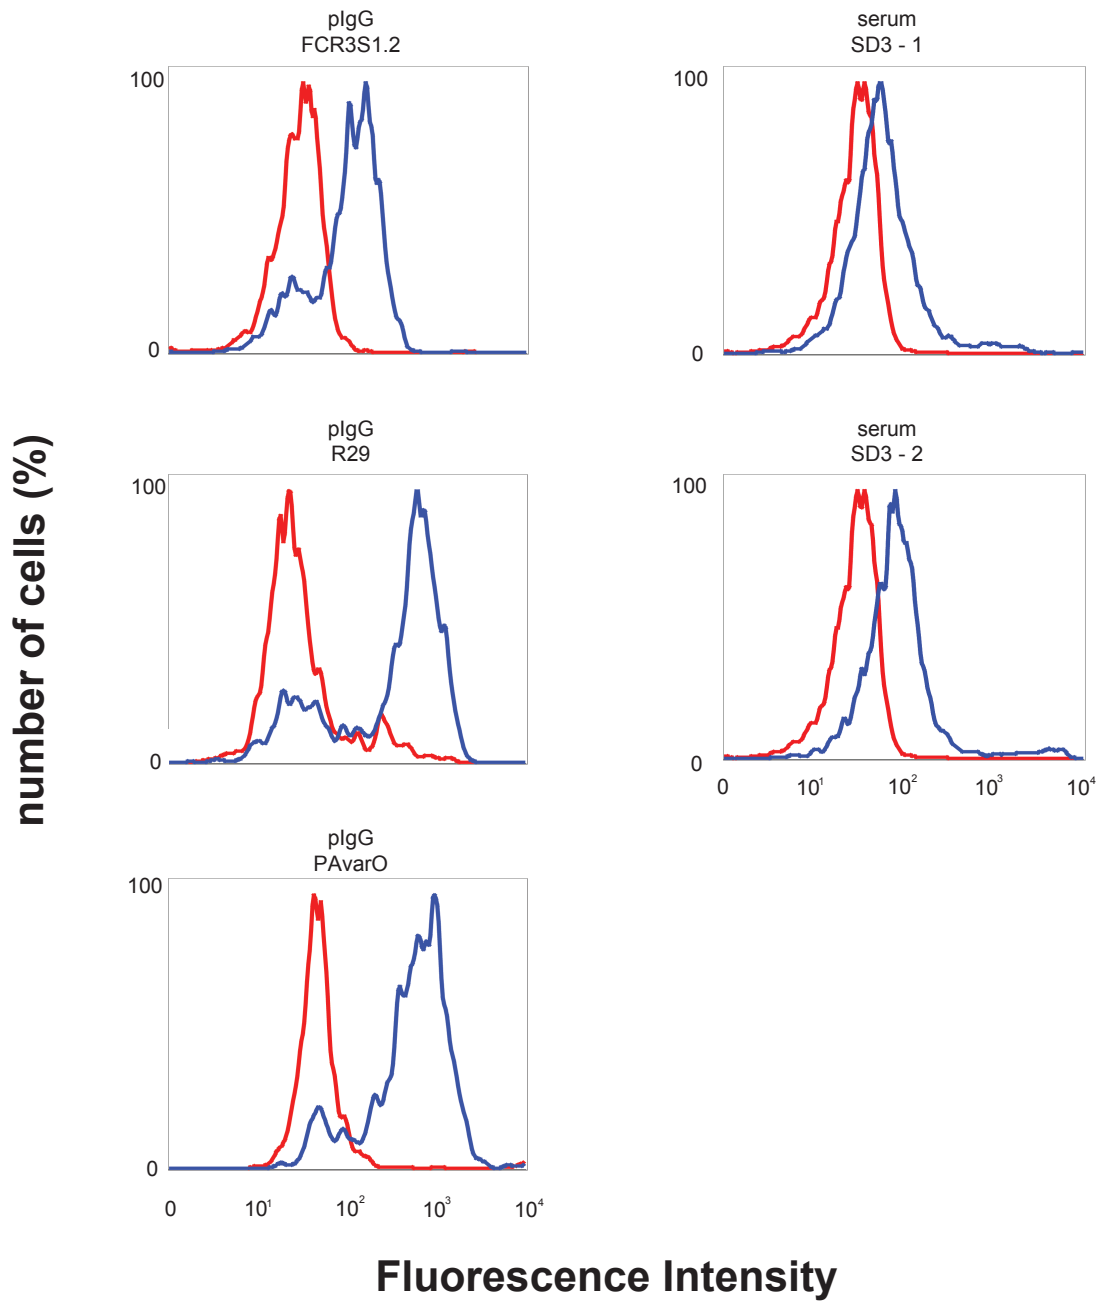 pIgG
FCR3S1.2
100
0
serum
SD3 - 1
100
0
number of cells (%)
pIgG
R29
100
0
serum
SD3 - 2
100
0
0 10¹ 10² 10³ 10⁴
pIgG
PAvarO
100
0
0 10¹ 10² 10³ 10⁴
Fluorescence Intensity